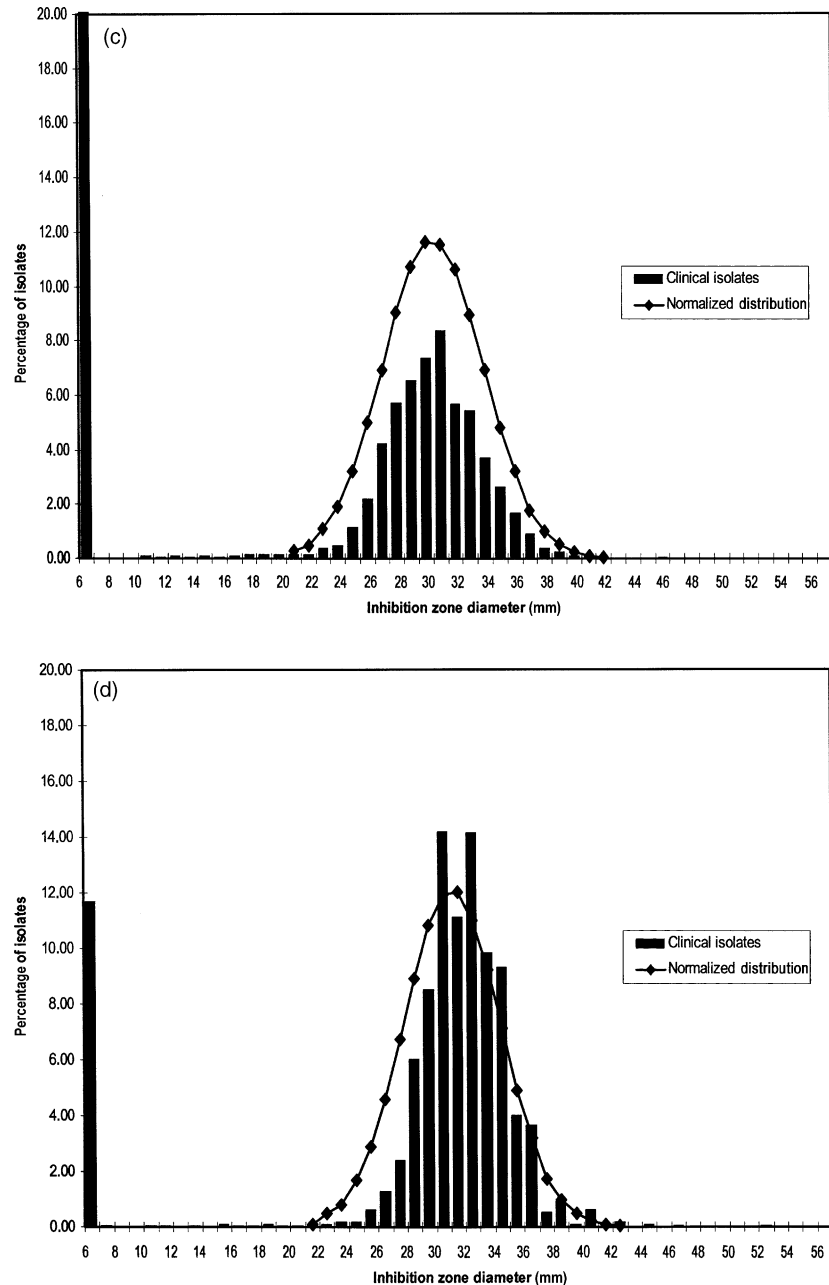 (c)
Percentage of isolates
20.00
18.00
16.00
14.00
12.00
10.00
8.00
6.00
4.00
2.00
0.00
6 8 10 12 14 16 18 20 22 24 26 28 30 32 34 36 38 40 42 44 46 48 50 52 54 56
Inhibition zone diameter (mm)
Clinical isolates
Normalized distribution
(d)
Percentage of isolates
20.00
18.00
16.00
14.00
12.00
10.00
8.00
6.00
4.00
2.00
0.00
6 8 10 12 14 16 18 20 22 24 26 28 30 32 34 36 38 40 42 44 46 48 50 52 54 56
Inhibition zone diameter (mm)
Clinical isolates
Normalized distribution